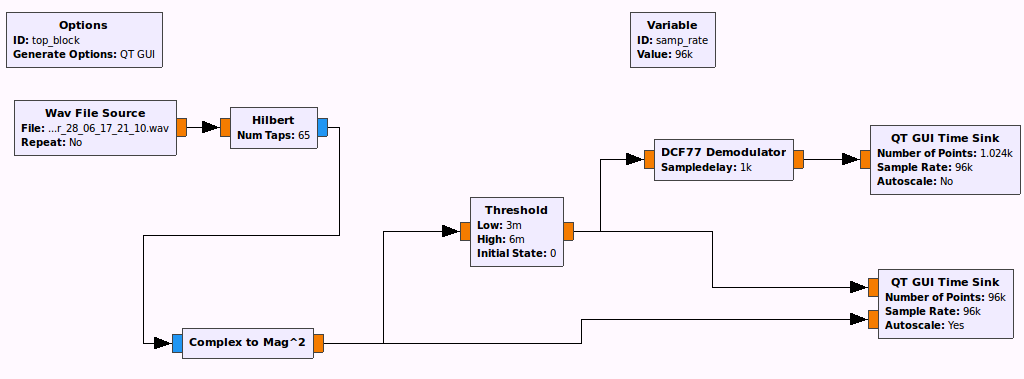 Options
ID: top_block
Generate Options: QT GUI
Variable
ID: samp_rate
Value: 96k
Wav File Source
File: ...r_28_06_17_21_10.wav
Repeat: No
Hilbert
Num Taps: 65
DCF77 Demodulator
Sampledelay: 1k
QT GUI Time Sink
Number of Points: 1.024k
Sample Rate: 96k
Autoscale: No
Threshold
Low: 3m
High: 6m
Initial State: 0
QT GUI Time Sink
Number of Points: 96k
Sample Rate: 96k
Autoscale: Yes
Complex to Mag^2